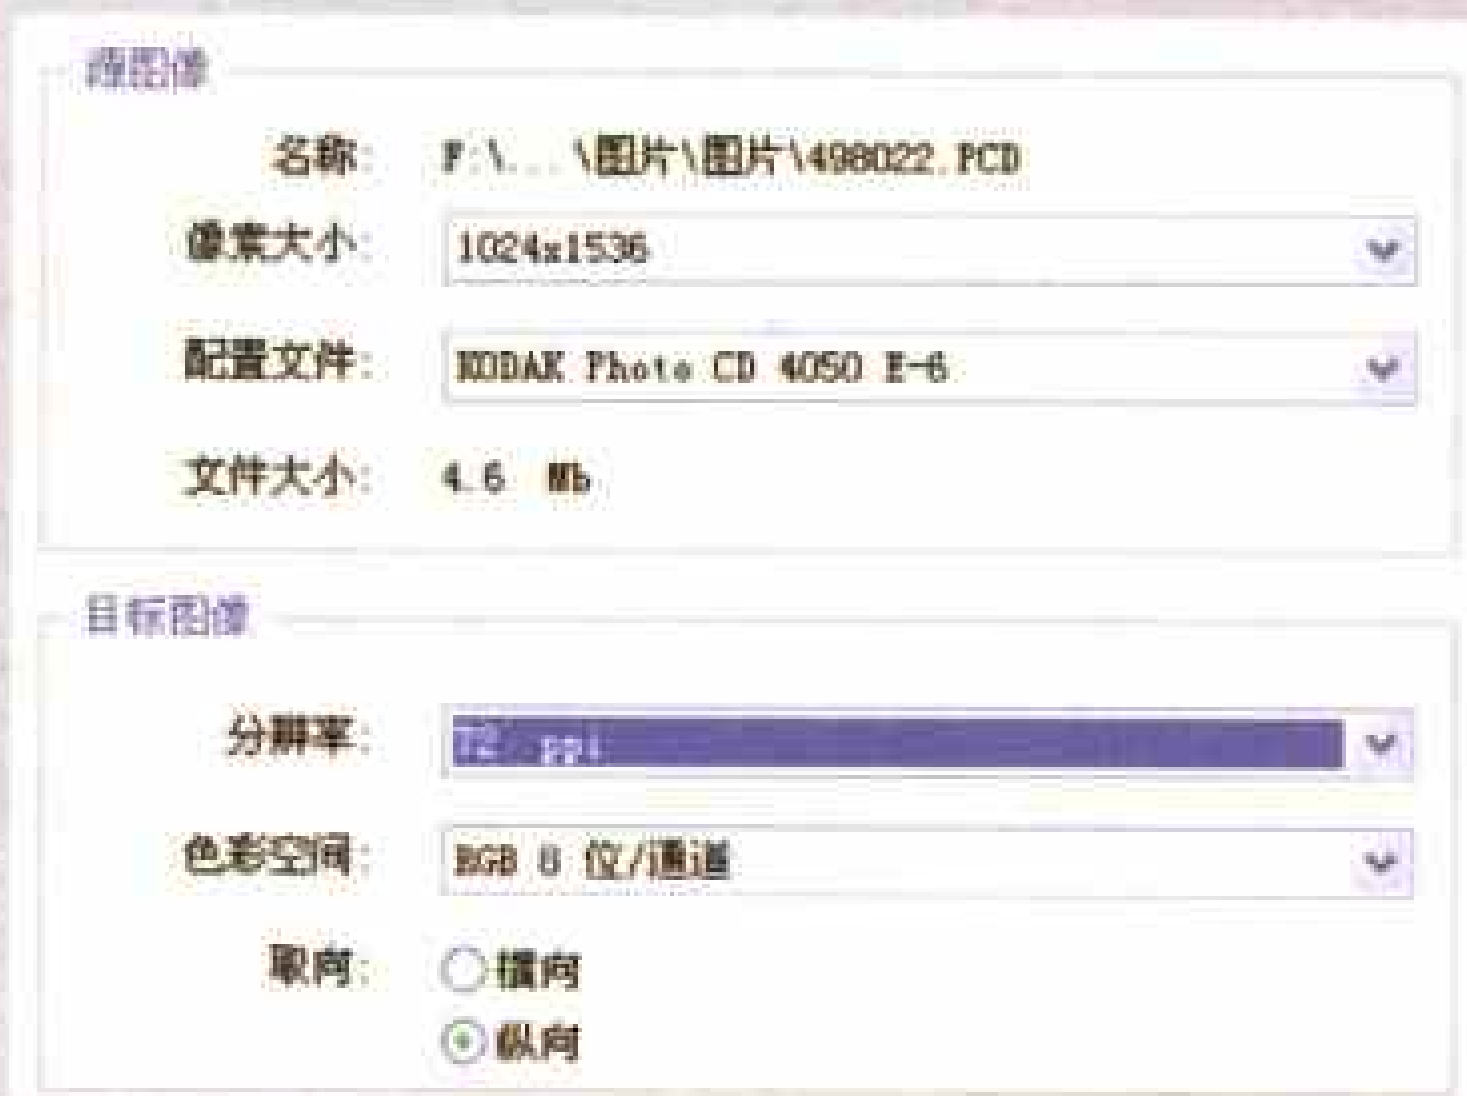 源图像
名称: F:\...\图片\图片\498022.PCD
像素大小: 1024x1536
配置文件: KODAK Photo CD 4050 E-6
文件大小: 4.6 Mb
目标图像
分辨率: 72 ppi
色彩空间: RGB 8 位/通道
取向: 横向
纵向